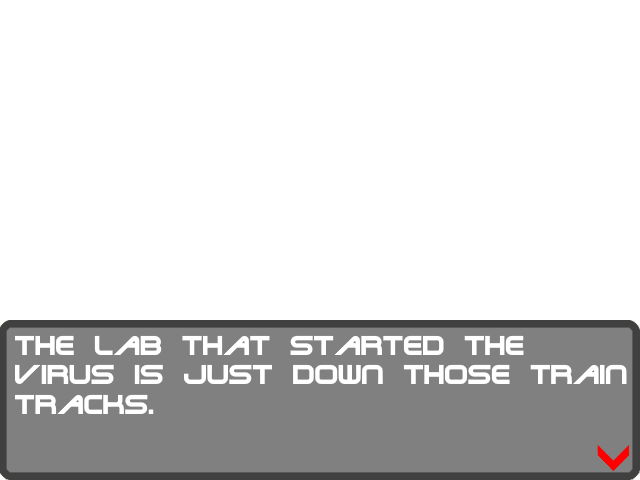 THE LAB THAT STARTED THE
VIRUS IS JUST DOWN THOSE TRAIN
TRACKS.